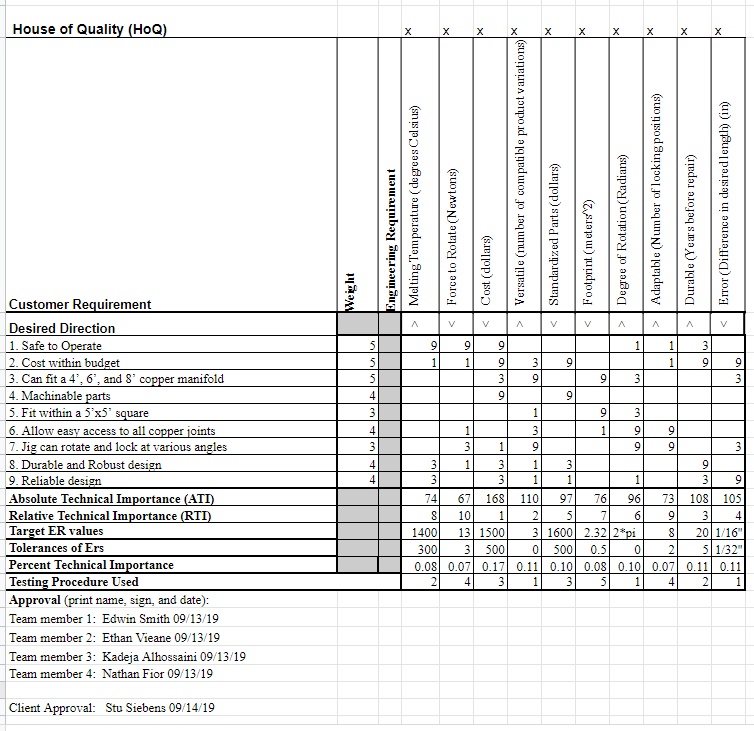 House of Quality (HoQ) X X X X X X X X X X
Customer Requirement Weight Engineering Requirement Melting Temperature (degrees Celsius) Force to Rotate (Newtons) Cost (dollars) Versatile (number of compatible product variations) Standardized Parts (dollars) Footprint (meters^2) Degree of Rotation (Radians) Adaptable (Number of locking positions) Durable (Years before repair) Error (Difference in desired length) (in)
Desired Direction ^ v v ^ v v ^ ^ ^ v
1. Safe to Operate 5 9 9 9 1 1 3
2. Cost within budget 5 1 1 9 3 9 1 9 9
3. Can fit a 4’, 6’, and 8’ copper manifold 5 3 9 9 3 3
4. Machinable parts 4 9 9
5. Fit within a 5’x5’ square 3 1 9 3
6. Allow easy access to all copper joints 4 1 3 1 9 9
7. Jig can rotate and lock at various angles 3 3 1 9 9 9 3
8. Durable and Robust design 4 3 1 3 1 3 9
9. Reliable design 4 3 3 1 1 1 3 9
Absolute Technical Importance (ATI) 74 67 168 110 97 76 96 73 108 105
Relative Technical Importance (RTI) 8 10 1 2 5 7 6 9 3 4
Target ER values 1400 13 1500 3 1600 2.32 2*pi 8 20 1/16"
Tolerances of Ers 300 3 500 0 500 0.5 0 2 5 1/32"
Percent Technical Importance 0.08 0.07 0.17 0.11 0.10 0.08 0.10 0.07 0.11 0.11
Testing Procedure Used 2 4 3 1 3 5 1 4 2 1
Approval (print name, sign, and date):
Team member 1: Edwin Smith 09/13/19
Team member 2: Ethan Vieane 09/13/19
Team member 3: Kadeja Alhossaini 09/13/19
Team member 4: Nathan Fior 09/13/19
Client Approval: Stu Siebens 09/14/19